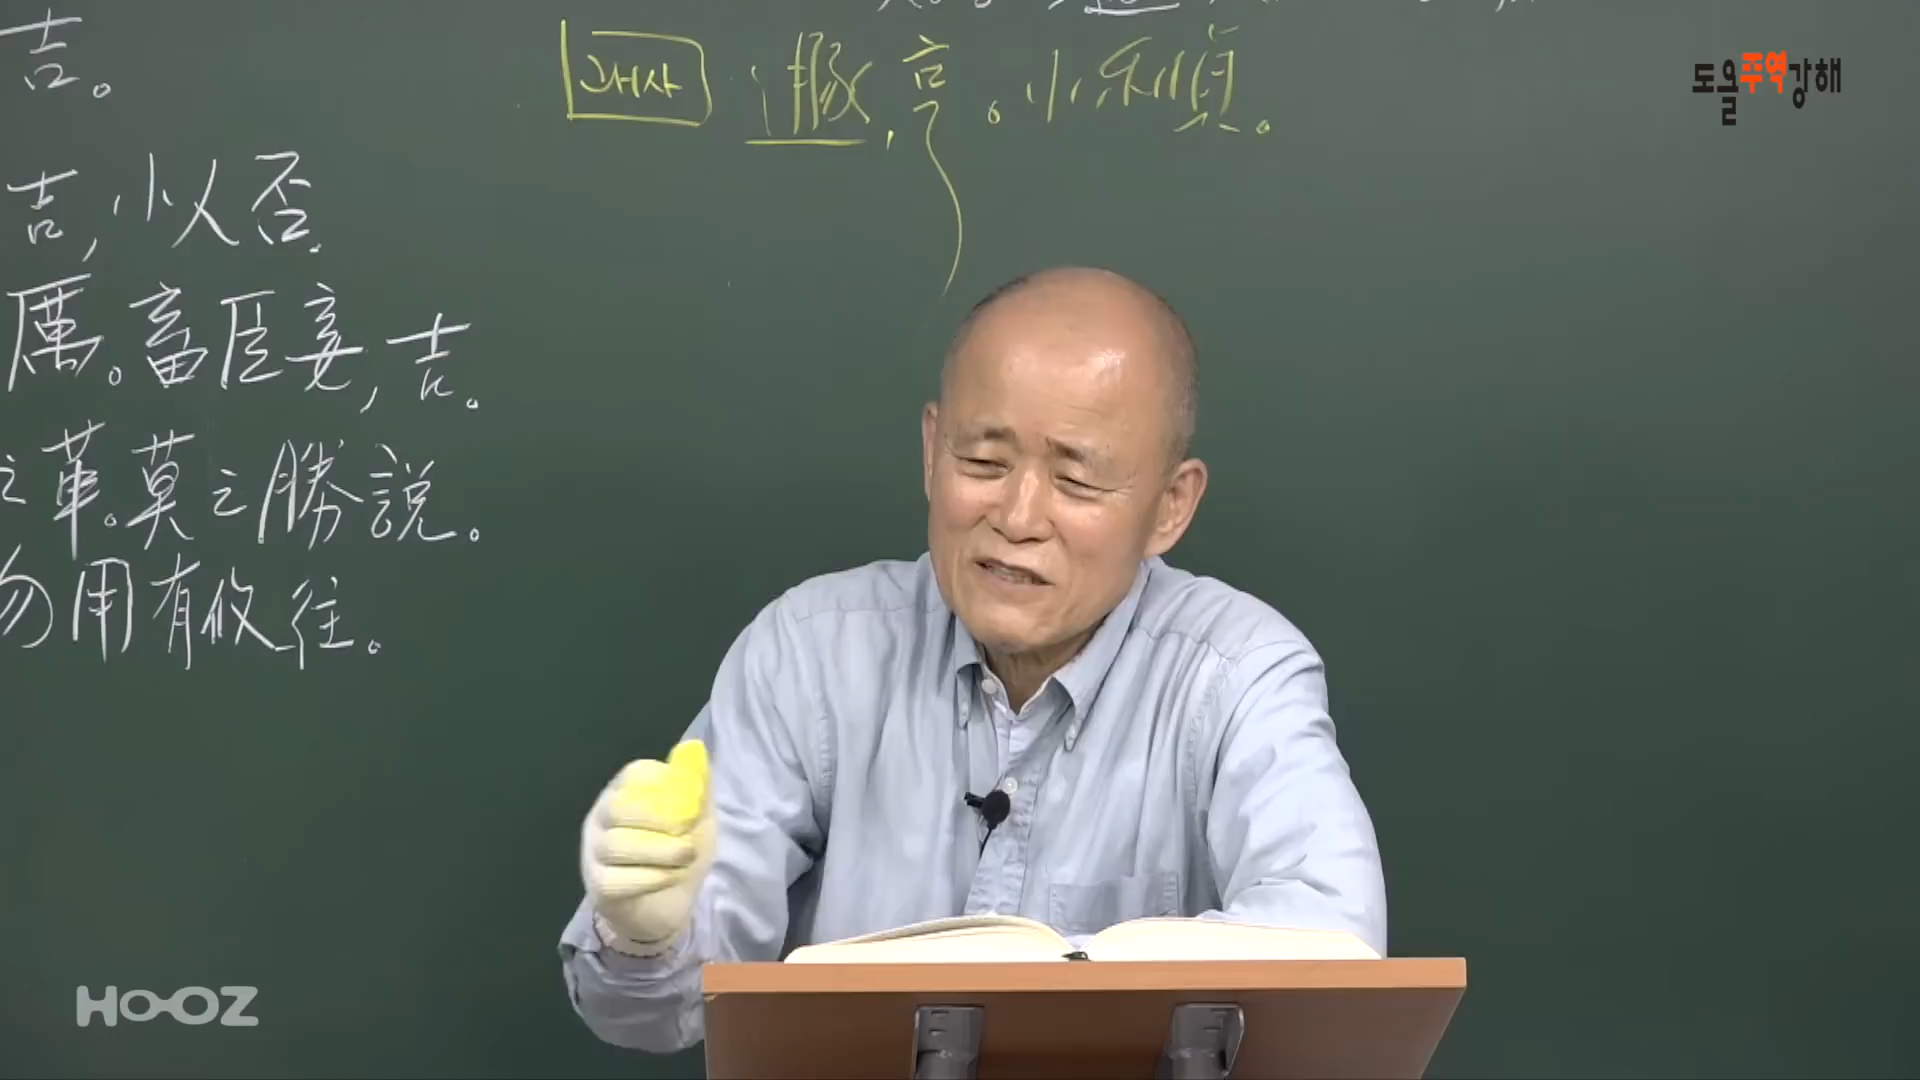 괘사 遯, 亨。小利貞。
도올주역강해
吉。
吉, 小人否
厲。畜臣妾, 吉。
之革。莫之勝說。
勿用有攸往。
HOOZ